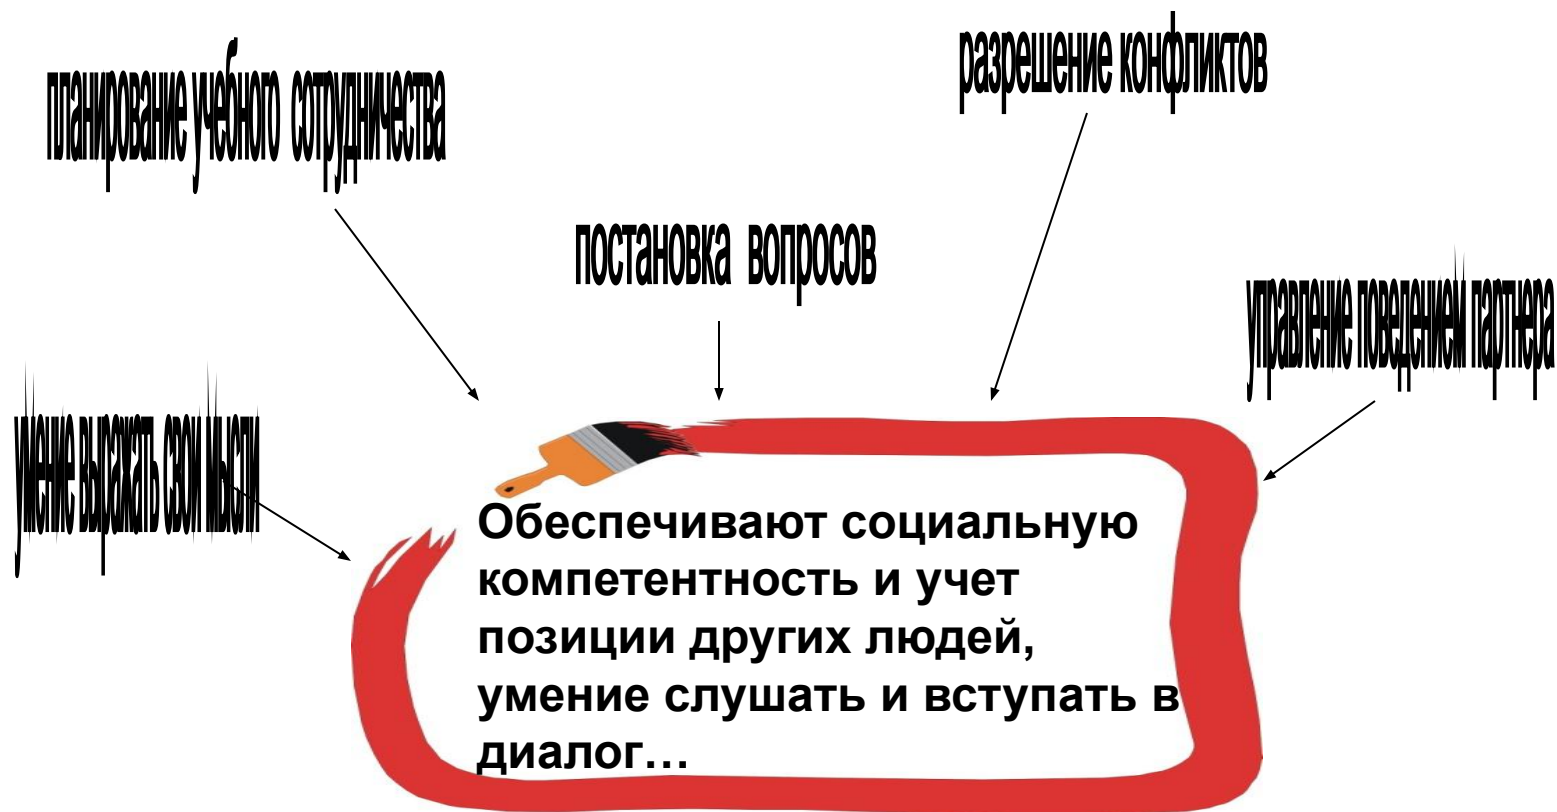 планирование учебного сотрудничества
разрешение конфликтов
постановка вопросов
управление поведением партнера
умение выражать свои мысли
Обеспечивают социальную
компетентность и учет
позиции других людей,
умение слушать и вступать в
диалог…